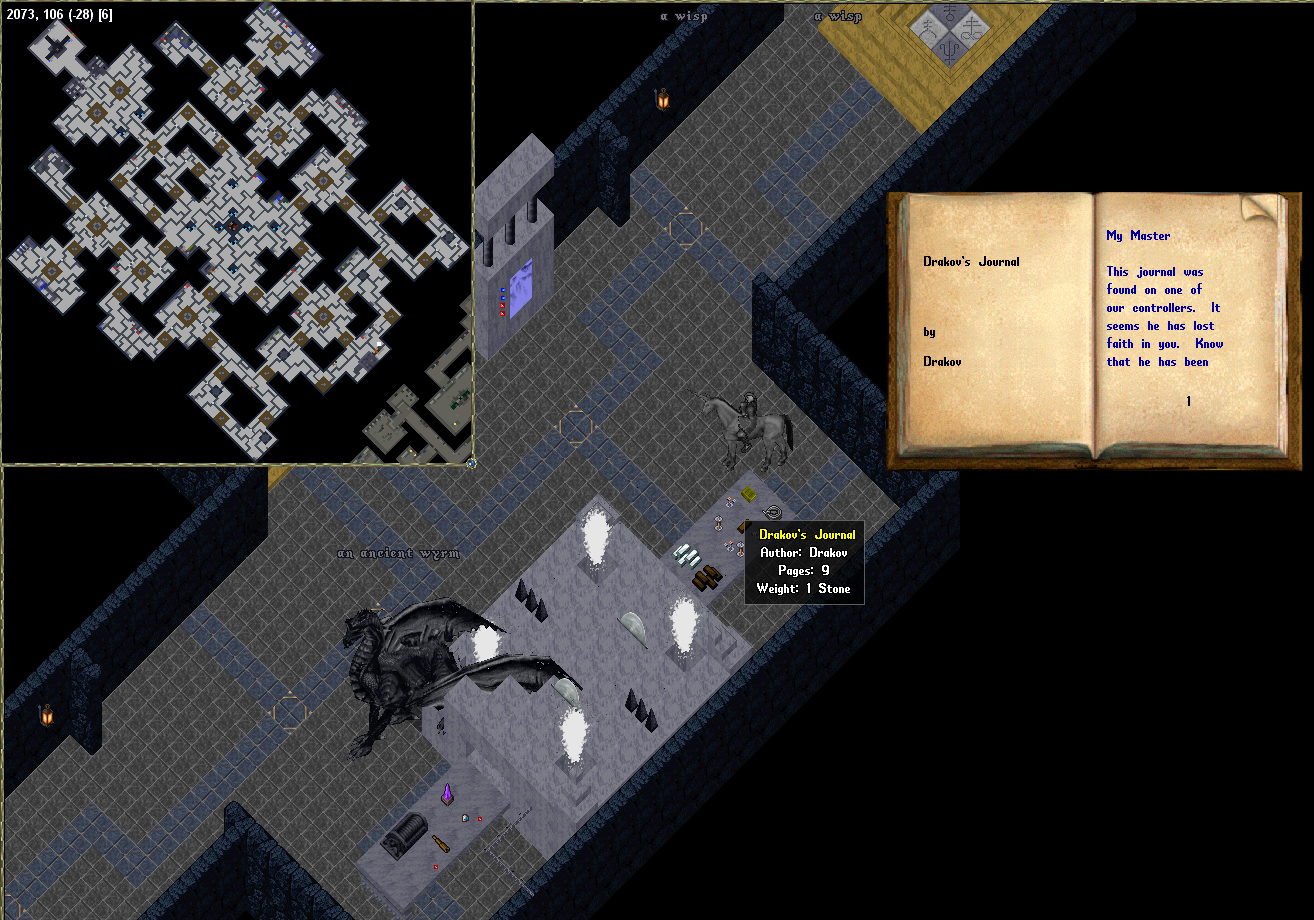 2073, 106 (-28) [6]
a wisp
a wisp
Drakov's Journal
by
Drakov
My Master
This journal was
found on one of
our controllers. It
seems he has lost
faith in you. Know
that he has been
1
an ancient wyrm
Drakov's Journal
Author: Drakov
Pages: 9
Weight: 1 Stone